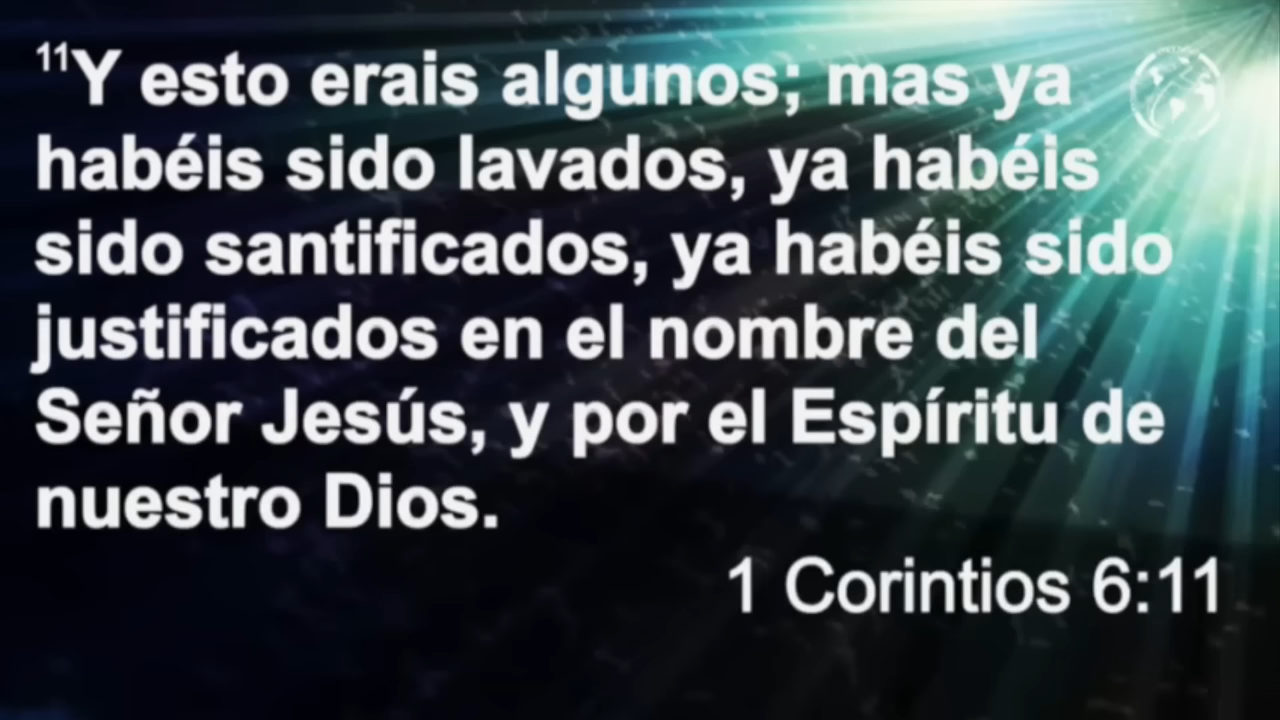 ¹¹Y esto erais algunos; mas ya
habéis sido lavados, ya habéis
sido santificados, ya habéis sido
justificados en el nombre del
Señor Jesús, y por el Espíritu de
nuestro Dios.
1 Corintios 6:11